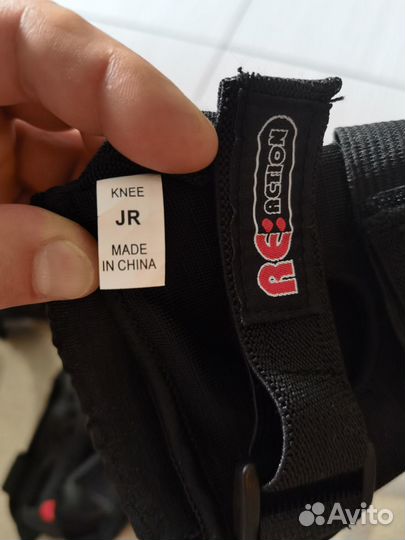 KNEE
JR
MADE
IN CHINA
RE:ACTION
Avito